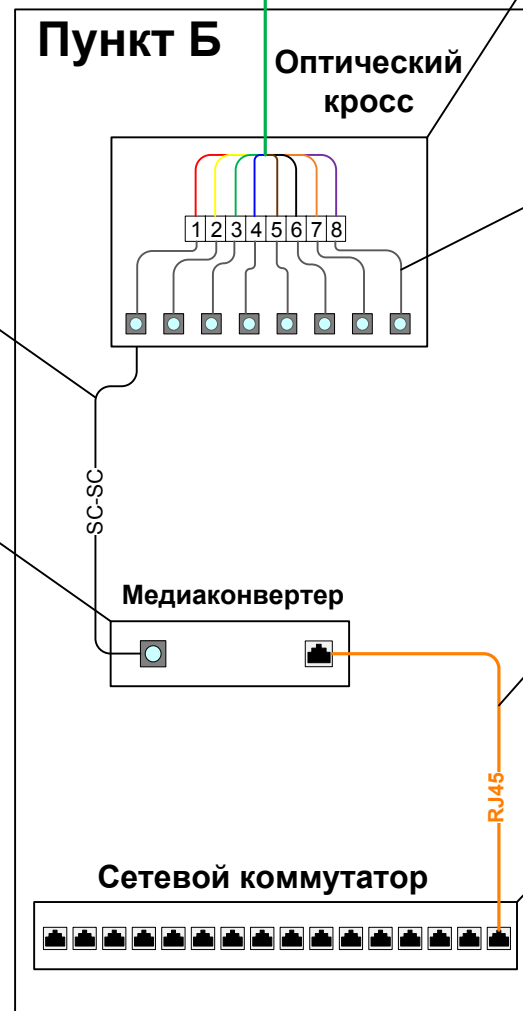 Пункт Б
Оптический
кросс
1 2 3 4 5 6 7 8
SC-SC
Медиаконвертер
RJ45
Сетевой коммутатор